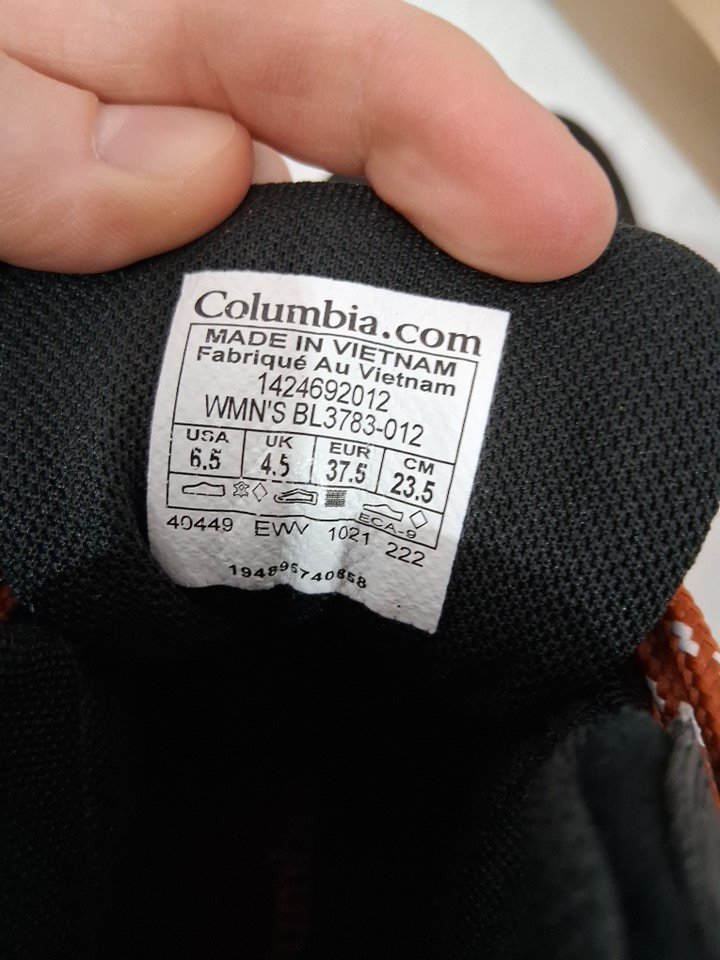 Columbia.com
MADE IN VIETNAM
Fabriqué Au Vietnam
1424692012
WMN'S BL3783-012
USA UK EUR CM
6.5 4.5 37.5 23.5
ECA-9
40449 EWV 1021 222